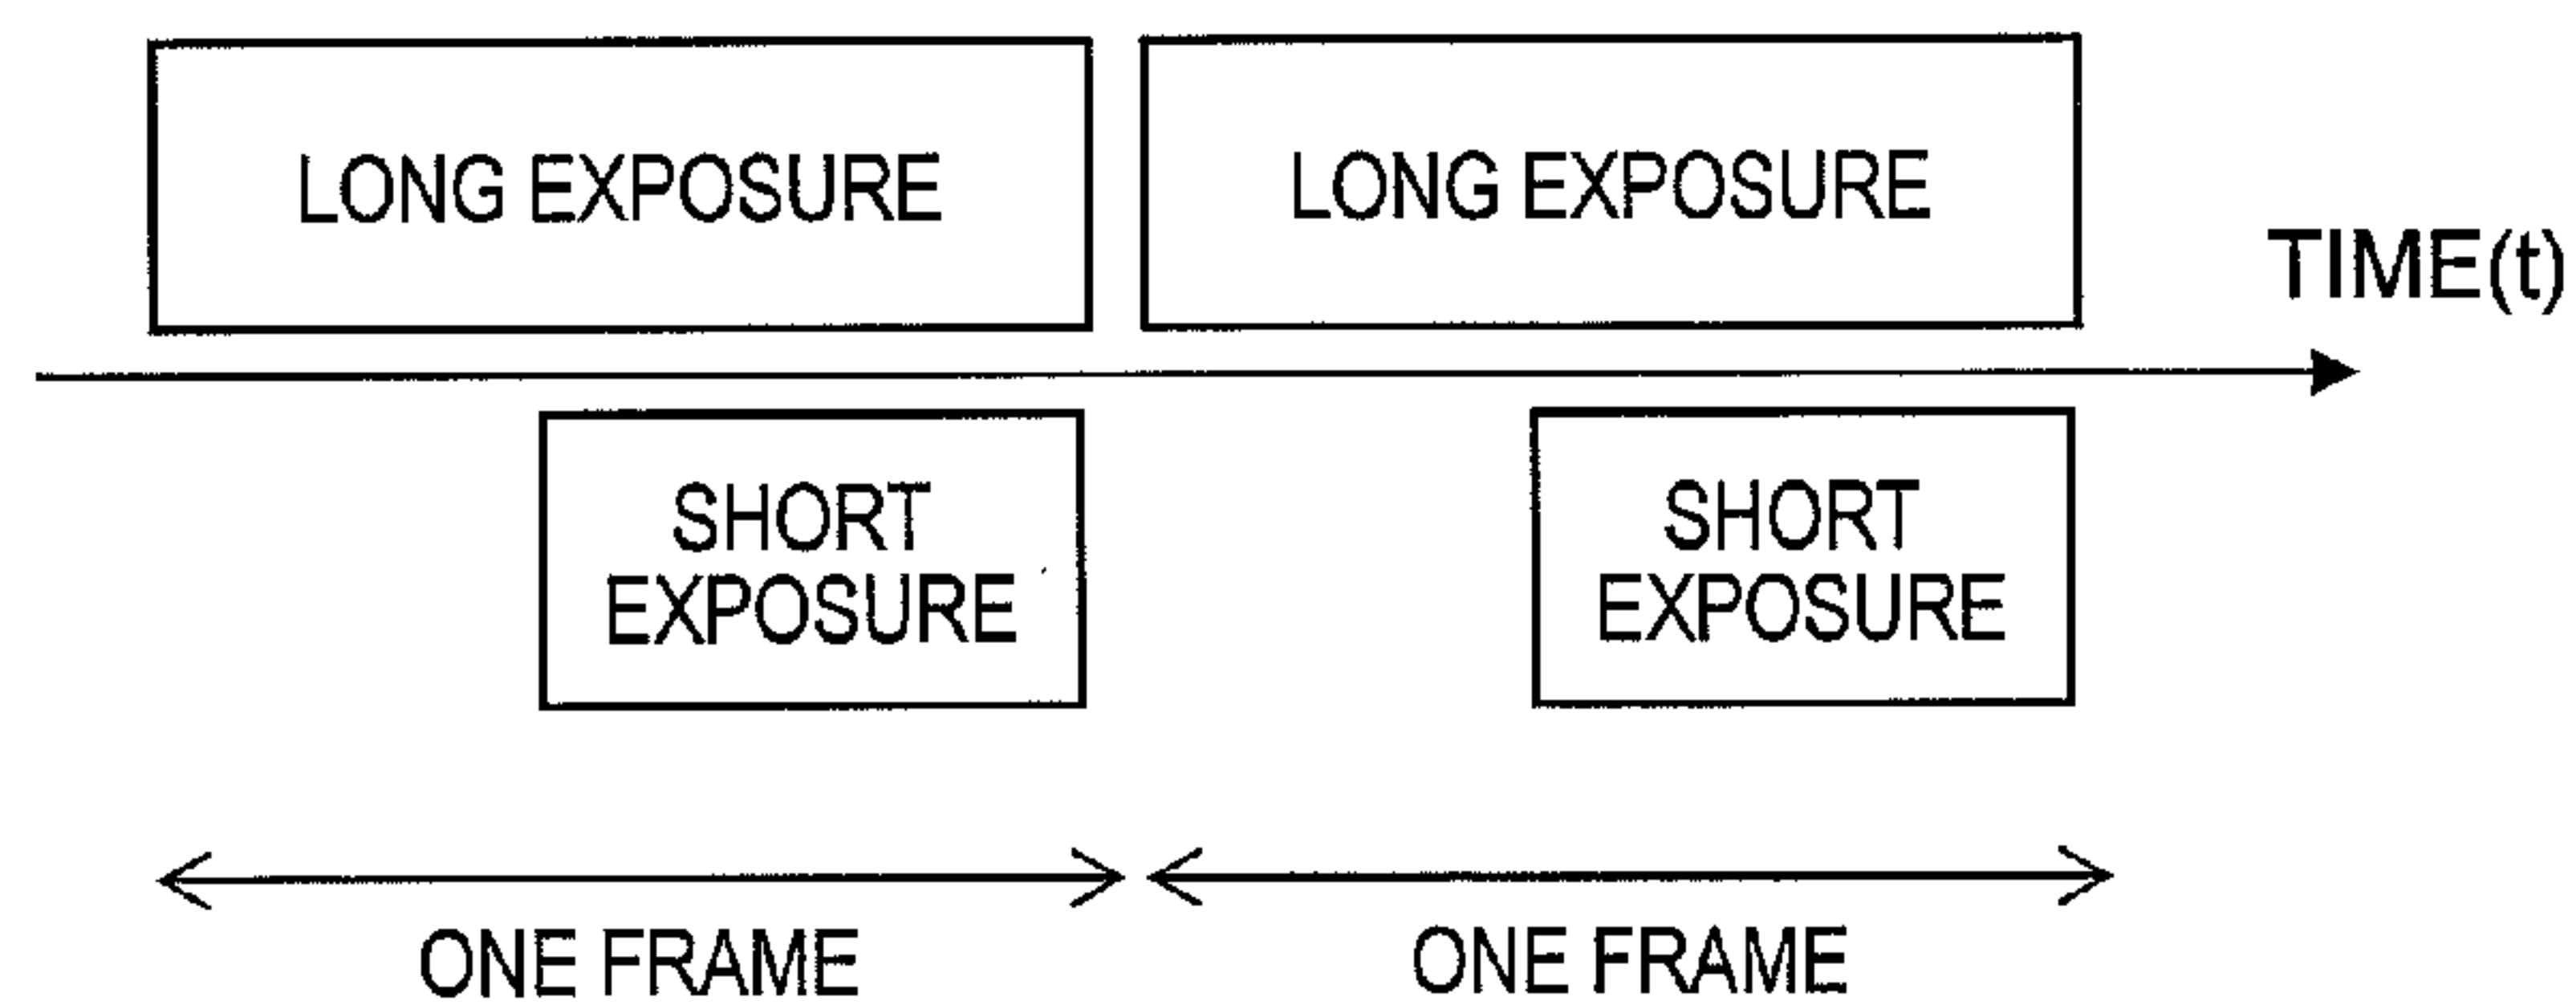 LONG EXPOSURE
LONG EXPOSURE
TIME(t)
SHORT
EXPOSURE
SHORT
EXPOSURE
ONE FRAME
ONE FRAME